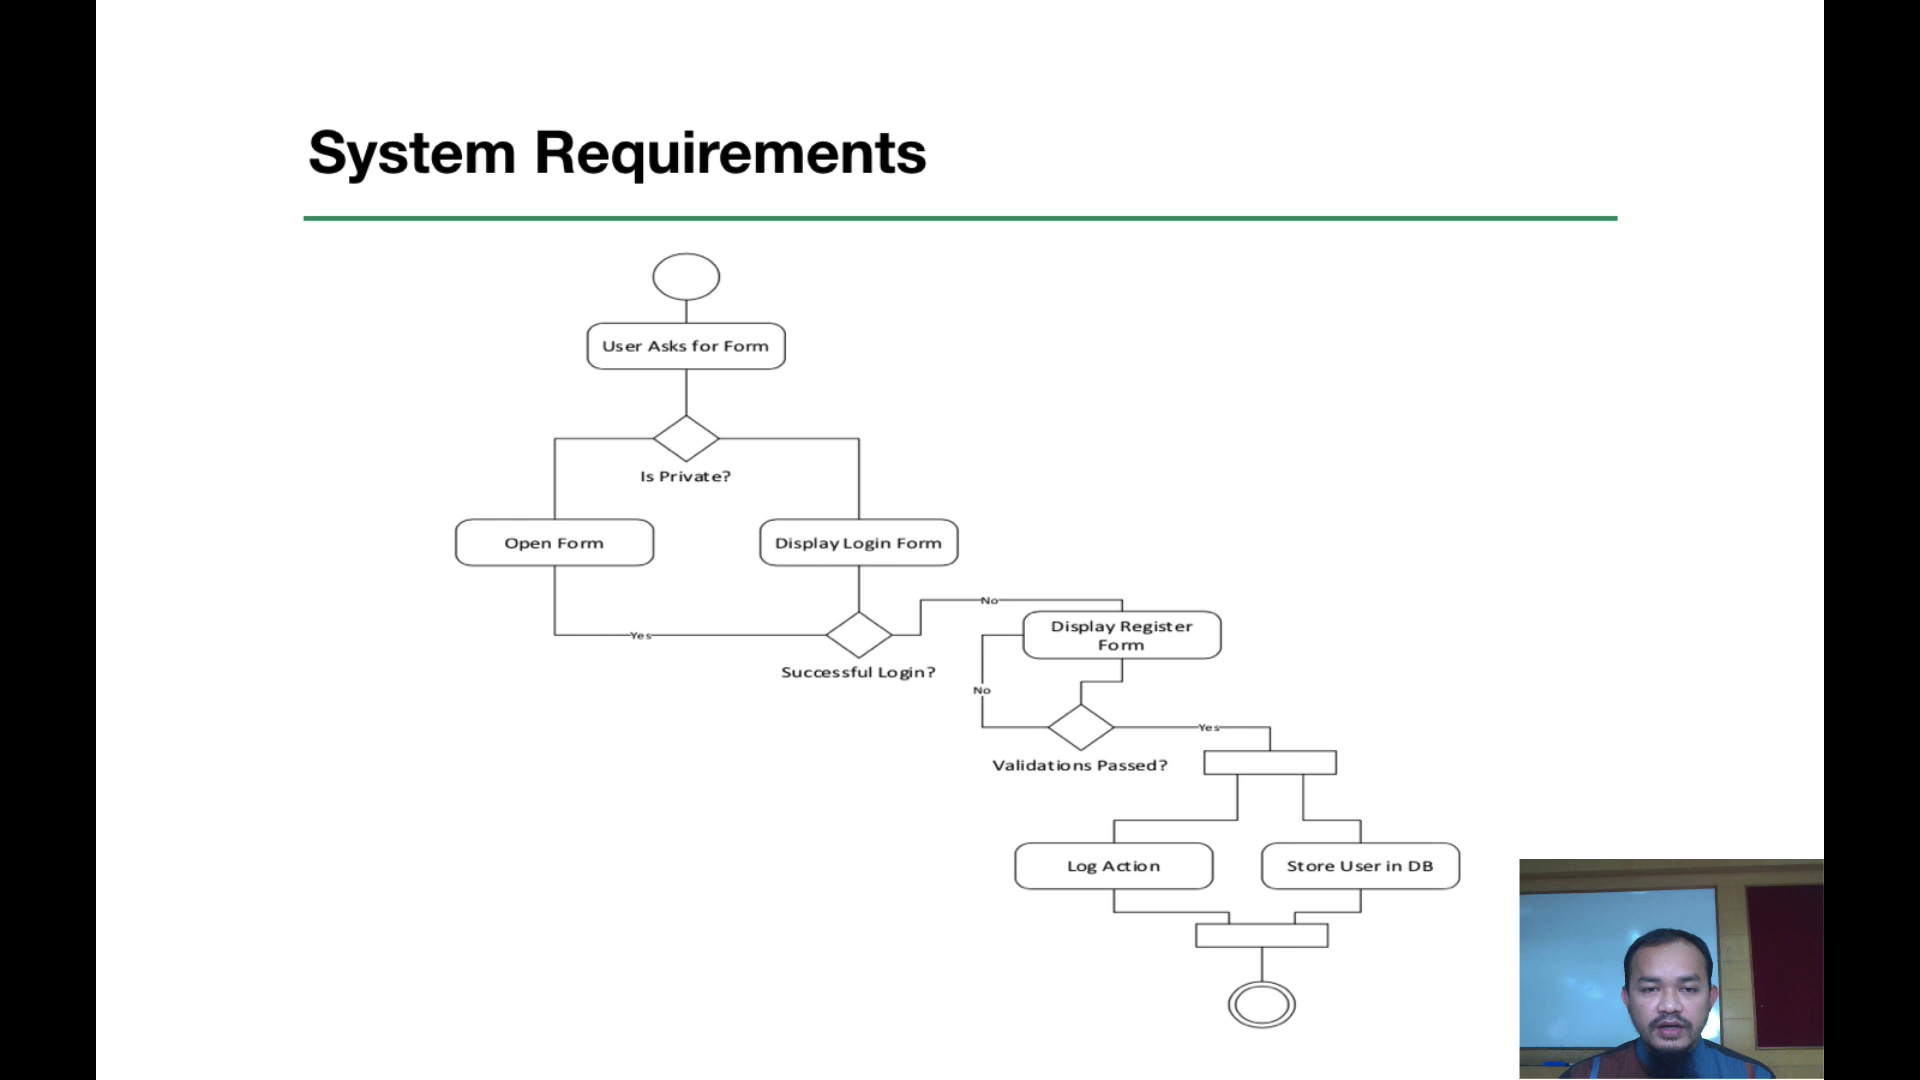 System Requirements
User Asks for Form
Is Private?
Open Form
Display Login Form
No
Display Register
Form
Yes
Successful Login?
No
Yes
Validations Passed?
Log Action
Store User in DB